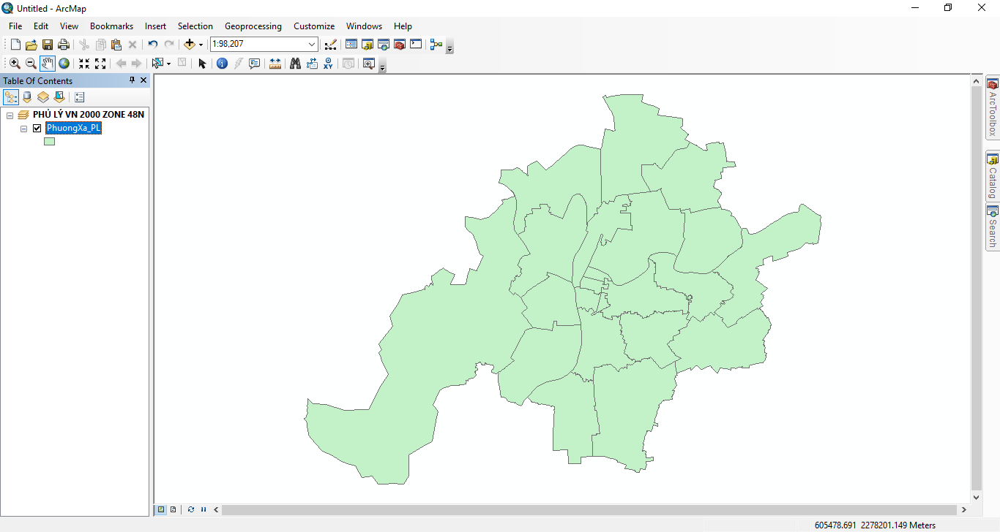 Untitled - ArcMap
File Edit View Bookmarks Insert Selection Geoprocessing Customize Windows Help
1:98,207
XY
Table Of Contents
PHỦ LÝ VN 2000 ZONE 48N
PhuongXa_PL
ArcToolbox
Catalog
Search
605478.691 2278201.149 Meters